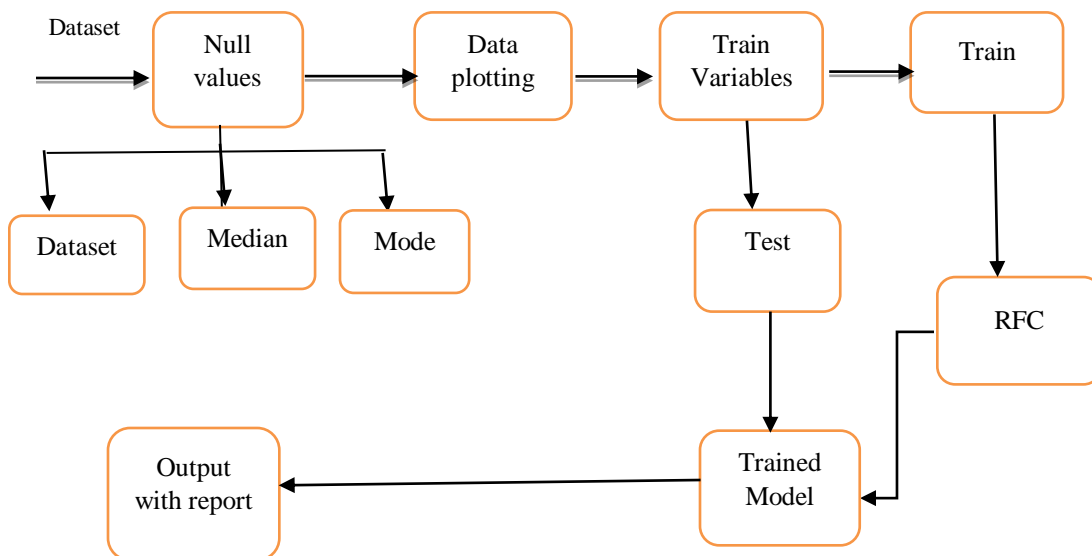 Dataset
Null
values
Data
plotting
Train
Variables
Train
Dataset
Median
Mode
Test
RFC
Output
with report
Trained
Model